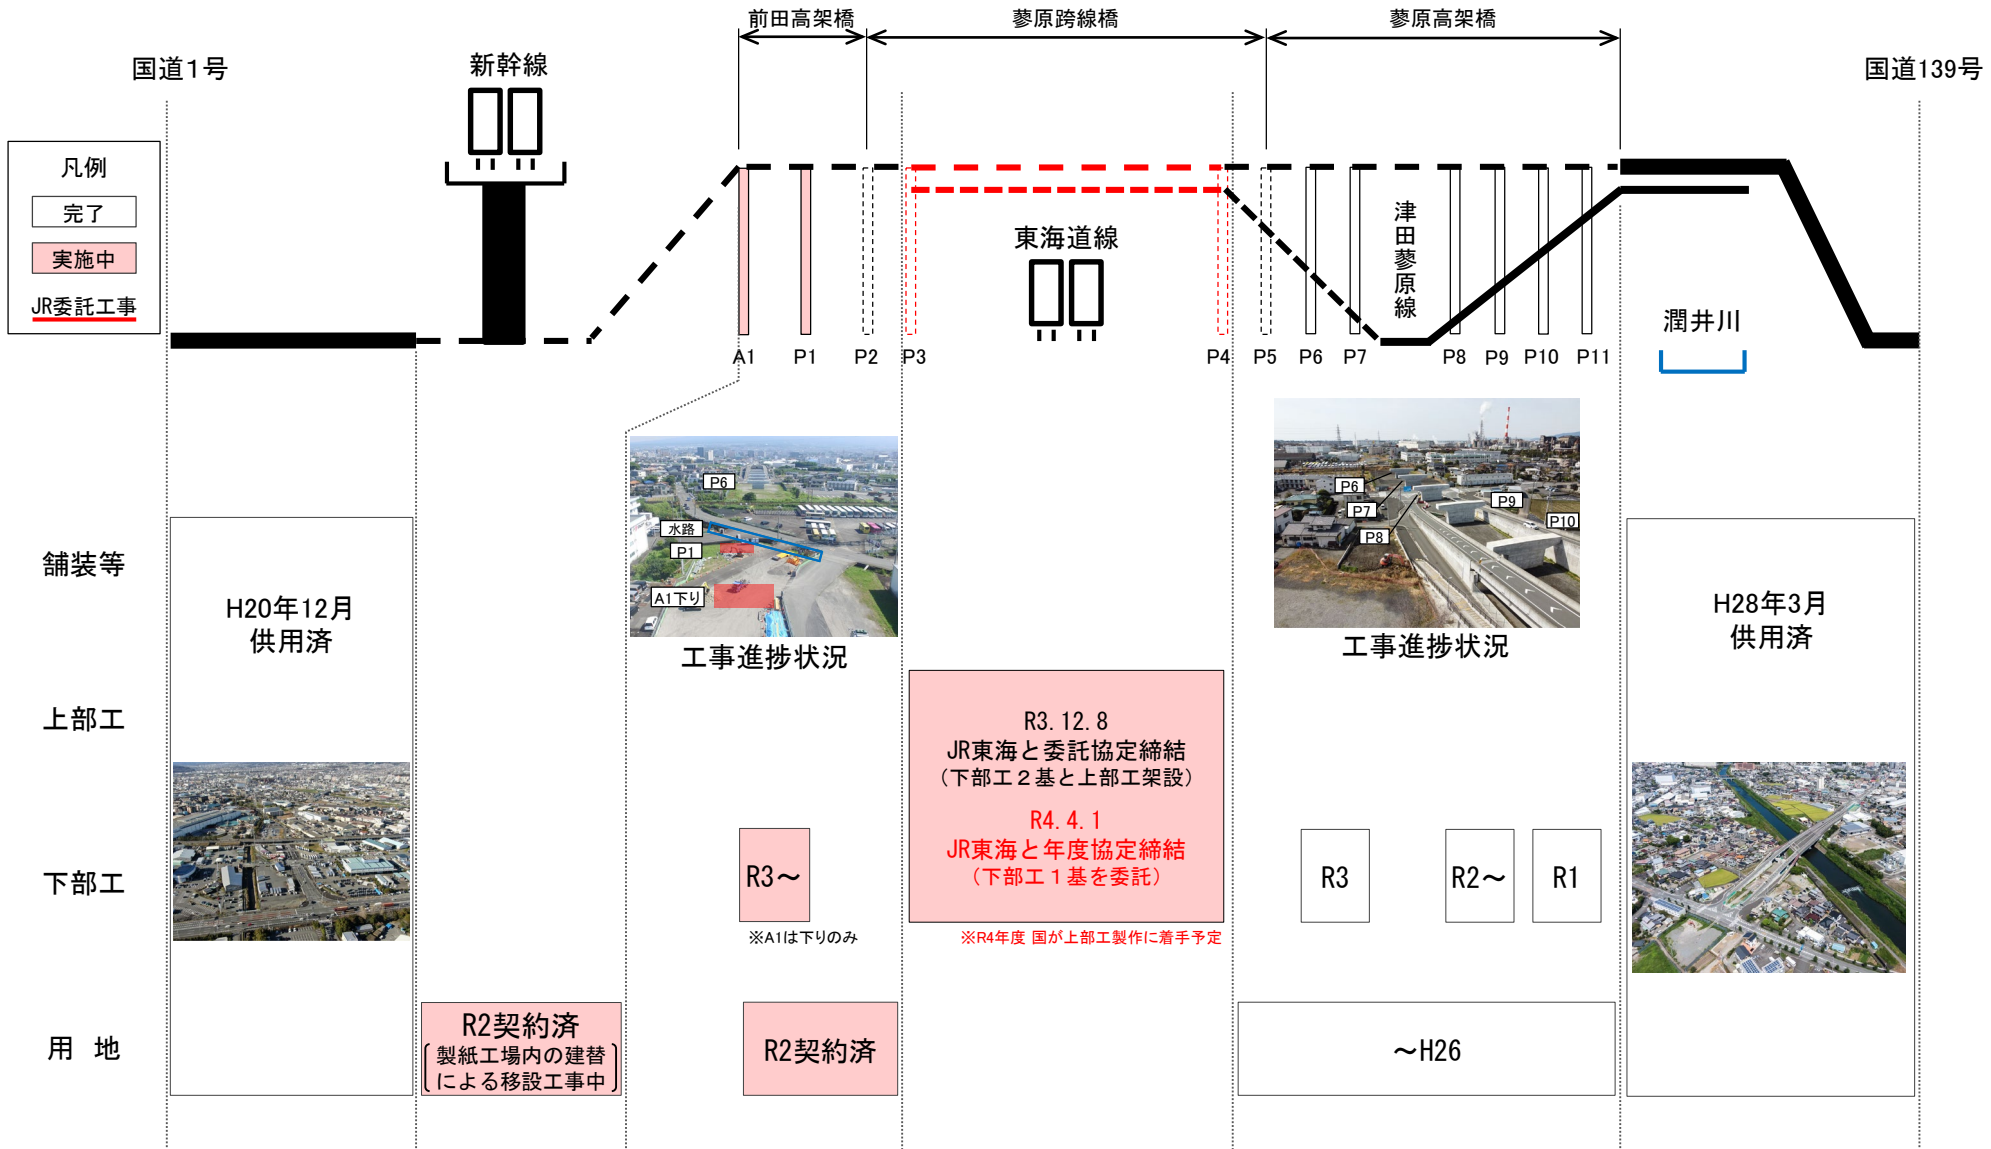 前田高架橋
蓼原跨線橋
蓼原高架橋
国道1号
新幹線
国道139号
凡例
完了
実施中
JR委託工事
東海道線
津田蓼原線
潤井川
A1
P1
P2
P3
P4
P5
P6
P7
P8
P9
P10
P11
P6
水路
P1
A1下り
工事進捗状況
P6
P7
P8
P9
P10
工事進捗状況
舗装等
上部工
下部工
用 地
H20年12月
供用済
H28年3月
供用済
R3.12.8
JR東海と委託協定締結
(下部工２基と上部工架設)
R4.4.1
JR東海と年度協定締結
(下部工１基を委託)
※R4年度 国が上部工製作に着手予定
R3～
※A1は下りのみ
R3
R2～
R1
R2契約済
製紙工場内の建替
による移設工事中
R2契約済
～H26